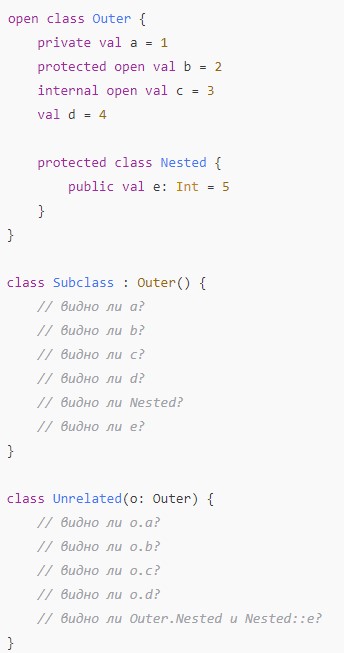 open class Outer {
    private val a = 1
    protected open val b = 2
    internal open val c = 3
    val d = 4

    protected class Nested {
        public val e: Int = 5
    }
}

class Subclass : Outer() {
    // видно ли a?
    // видно ли b?
    // видно ли c?
    // видно ли d?
    // видно ли Nested?
    // видно ли e?
}

class Unrelated(o: Outer) {
    // видно ли o.a?
    // видно ли o.b?
    // видно ли o.c?
    // видно ли o.d?
    // видно ли Outer.Nested и Nested::e?
}